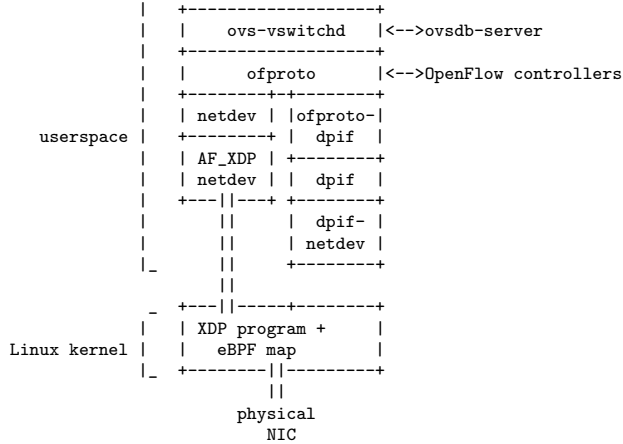 ovs-vswitchd |<-->ovsdb-server
ofproto |<-->OpenFlow controllers
netdev | |ofproto-|
userspace | dpif
AF_XDP | | dpif
netdev
dpif-
netdev
XDP program +
Linux kernel | eBPF map
physical
NIC